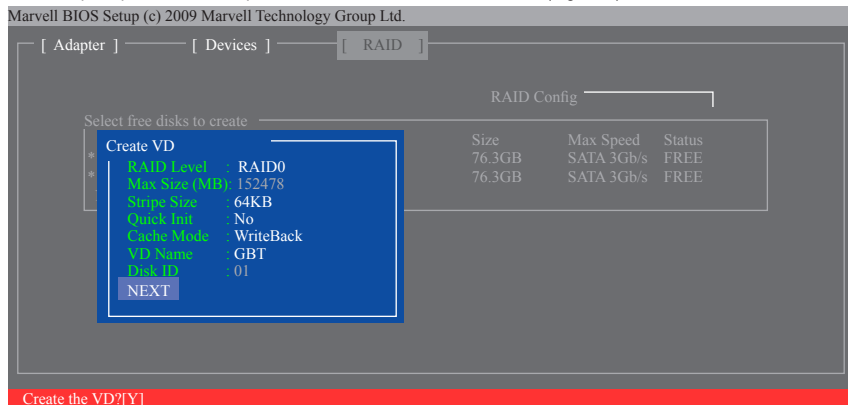 Marvell BIOS Setup (c) 2009 Marvell Technology Group Ltd.
[ Adapter ] [ Devices ] [ RAID ]
RAID Config
Select free disks to create
Size Max Speed Status
* 76.3GB SATA 3Gb/s FREE
* 76.3GB SATA 3Gb/s FREE
Create VD
RAID Level : RAID0
Max Size (MB): 152478
Stripe Size : 64KB
Quick Init : No
Cache Mode : WriteBack
VD Name : GBT
Disk ID : 01
NEXT
Create the VD?[Y]